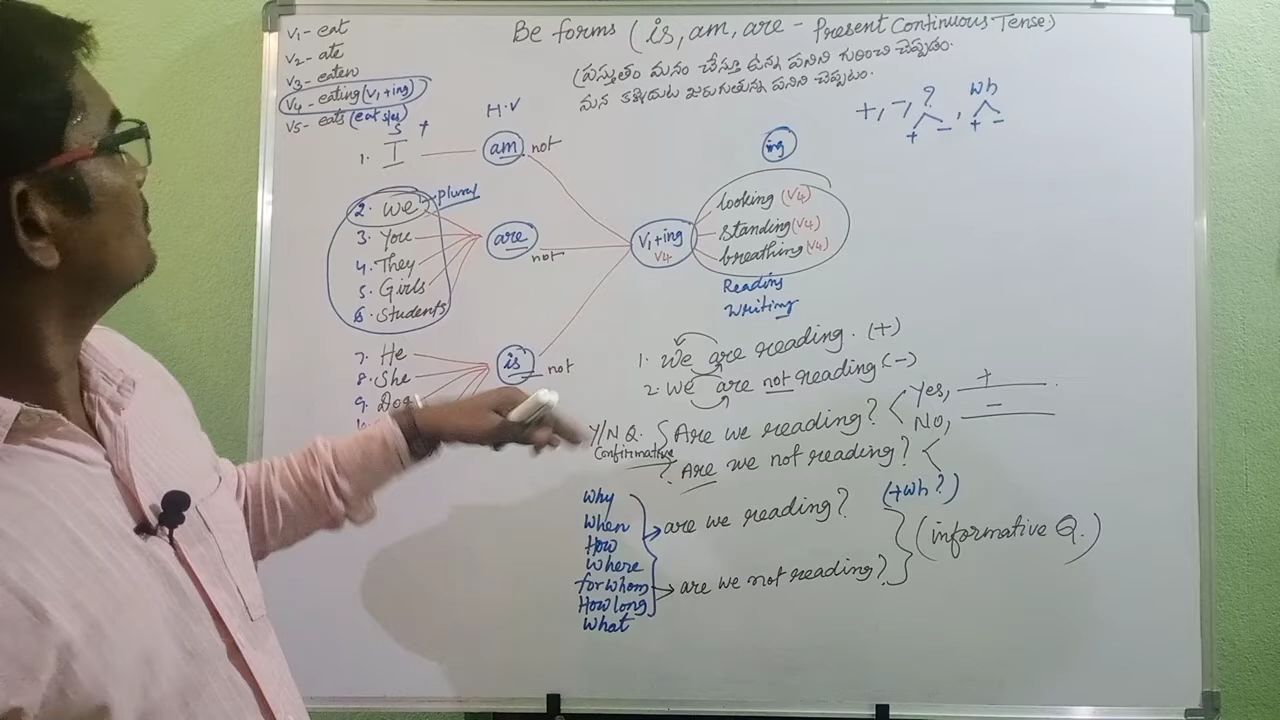 Be forms (is, am, are - Present Continuous Tense)
(ప్రస్తుతం మనం చేస్తూ ఉన్న పనిని గురించి చెప్పడం.
మన కళ్ళెదుట జరుగుతున్న పనిని చెప్పటం.
V1 - eat
V2 - ate
V3 - eaten
V4 - eating (V1+ing)
V5 - eats (eat s/es)
+, -, ?, wh
+ - + -
S + H.V
1. I am not
2. We plural
3. You are not
4. They
5. Girls
6. Students
7. He is not
8. She
9. Dog
V1+ing
V4
ing
looking (V4)
standing (V4)
breathing (V4)
Reading
Writing
1. We are reading. (+)
2. We are not reading (-)
Y/N Q. Are we reading? Yes, +
No, -
Confirmative ? Are we not reading?
Why
When
How
Where
for whom
How long
What
are we reading? (+wh?)
are we not reading?
(informative Q.)